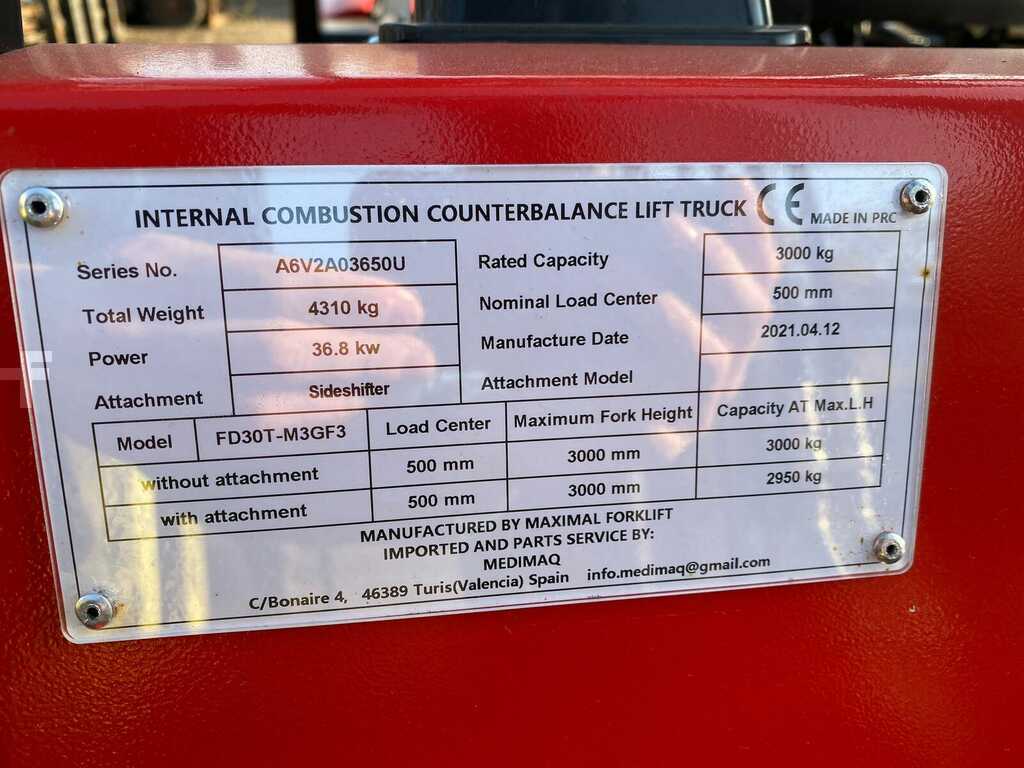 INTERNAL COMBUSTION COUNTERBALANCE LIFT TRUCK CE MADE IN PRC
Series No. A6V2A03650U Rated Capacity 3000 kg
Total Weight 4310 kg Nominal Load Center 500 mm
Power 36.8 kw Manufacture Date 2021.04.12
Attachment Sideshifter Attachment Model
Model FD30T-M3GF3 Load Center Maximum Fork Height Capacity AT Max.L.H
without attachment 500 mm 3000 mm 3000 kg
with attachment 500 mm 3000 mm 2950 kg
MANUFACTURED BY MAXIMAL FORKLIFT
IMPORTED AND PARTS SERVICE BY:
MEDIMAQ
C/Bonaire 4, 46389 Turis(Valencia) Spain info.medimaq@gmail.com